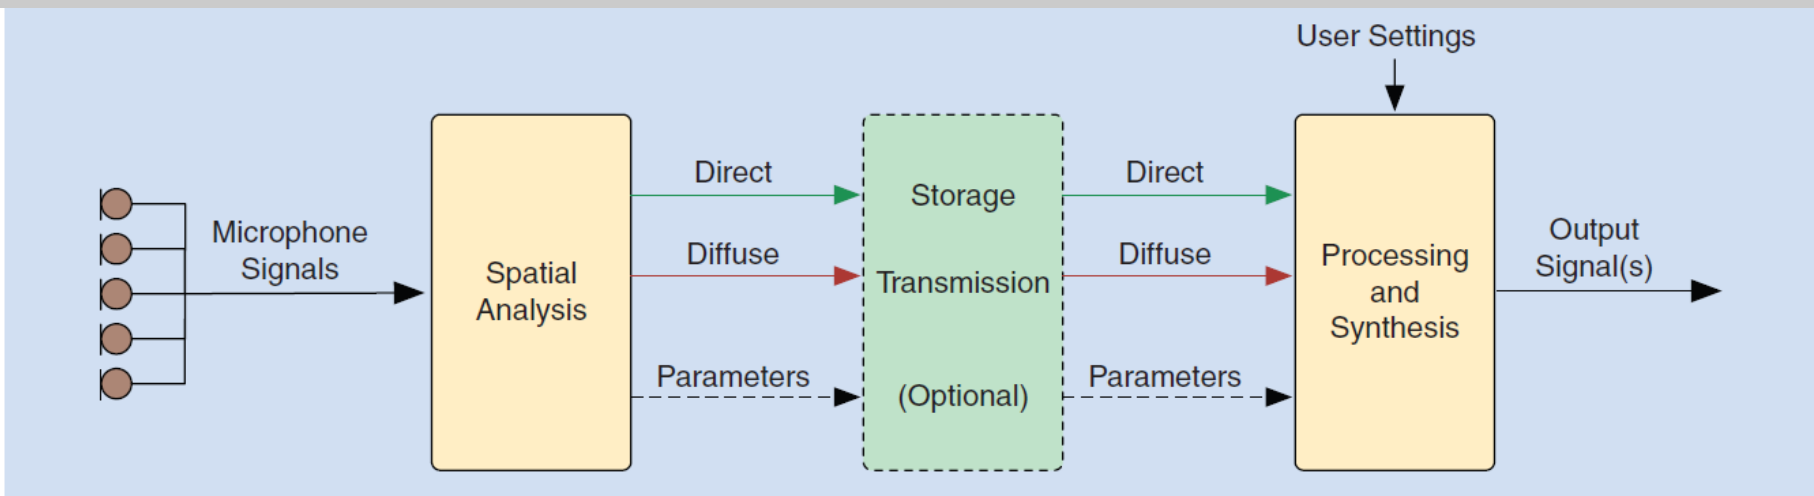 User Settings
Microphone
Signals
Spatial
Analysis
Direct
Diffuse
Parameters
Storage
Transmission
(Optional)
Direct
Diffuse
Parameters
Processing
and
Synthesis
Output
Signal(s)